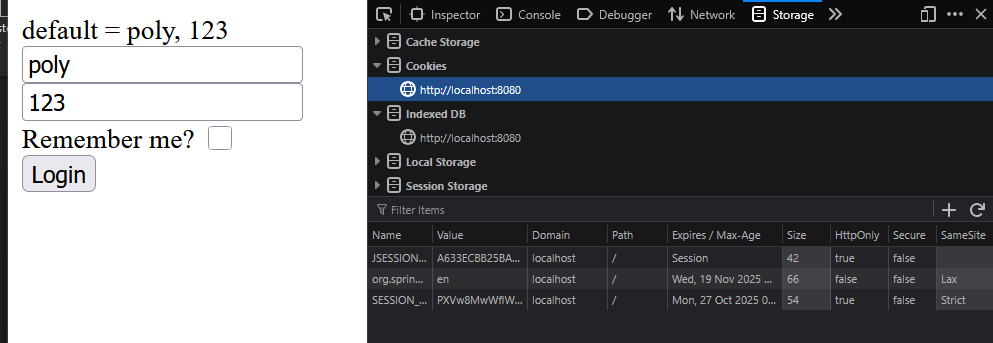 default = poly, 123
poly
123
Remember me?
Login
Inspector Console Debugger Network Storage
Cache Storage
Cookies
http://localhost:8080
Indexed DB
http://localhost:8080
Local Storage
Session Storage
Filter Items
Name Value Domain Path Expires / Max-Age Size HttpOnly Secure SameSite
JSESSION... A633ECBB25BA... localhost / Session 42 true false
org.sprin... en localhost / Wed, 19 Nov 2025 ... 66 false false Lax
SESSION_... PXVw8MwWflW... localhost / Mon, 27 Oct 2025 0... 54 true false Strict